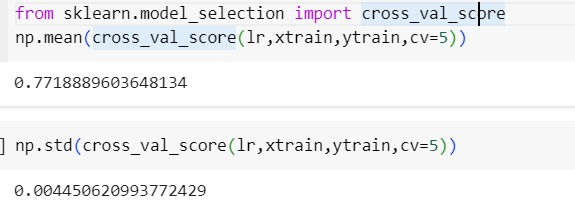 from sklearn.model_selection import cross_val_score
np.mean(cross_val_score(lr,xtrain,ytrain,cv=5))
0.7718889603648134
] np.std(cross_val_score(lr,xtrain,ytrain,cv=5))
0.004450620993772429